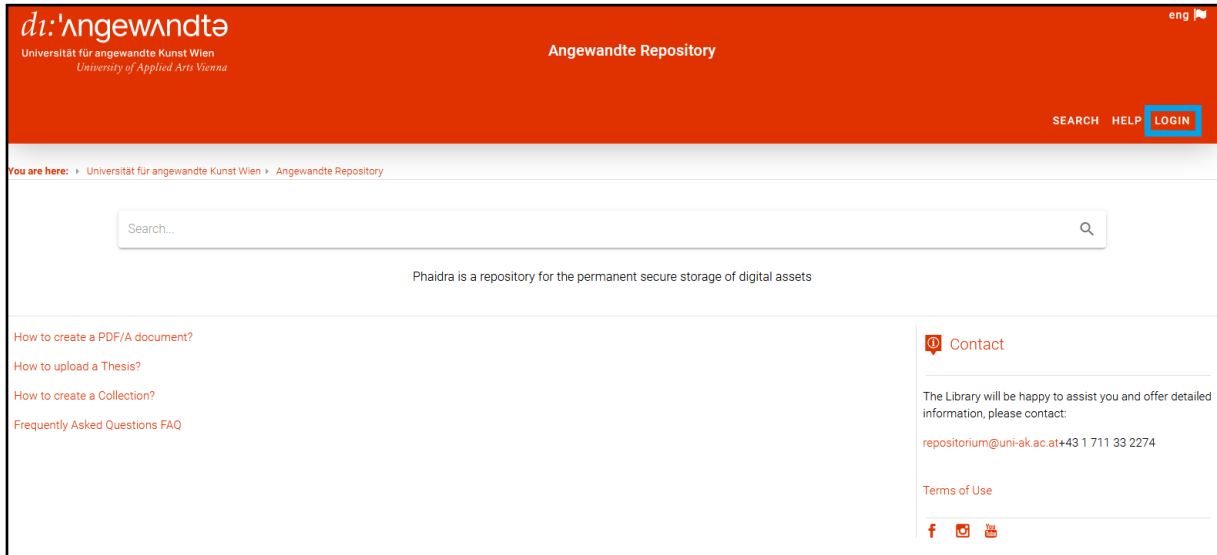 dɪ:'ʌngewʌndtə
Universität für angewandte Kunst Wien
University of Applied Arts Vienna
eng
Angewandte Repository
SEARCH HELP LOGIN
You are here: Universität für angewandte Kunst Wien Angewandte Repository
Search...
Phaidra is a repository for the permanent secure storage of digital assets
How to create a PDF/A document?
How to upload a Thesis?
How to create a Collection?
Frequently Asked Questions FAQ
Contact
The Library will be happy to assist you and offer detailed
information, please contact:
repositorium@uni-ak.ac.at+43 1 711 33 2274
Terms of Use
You
Tube